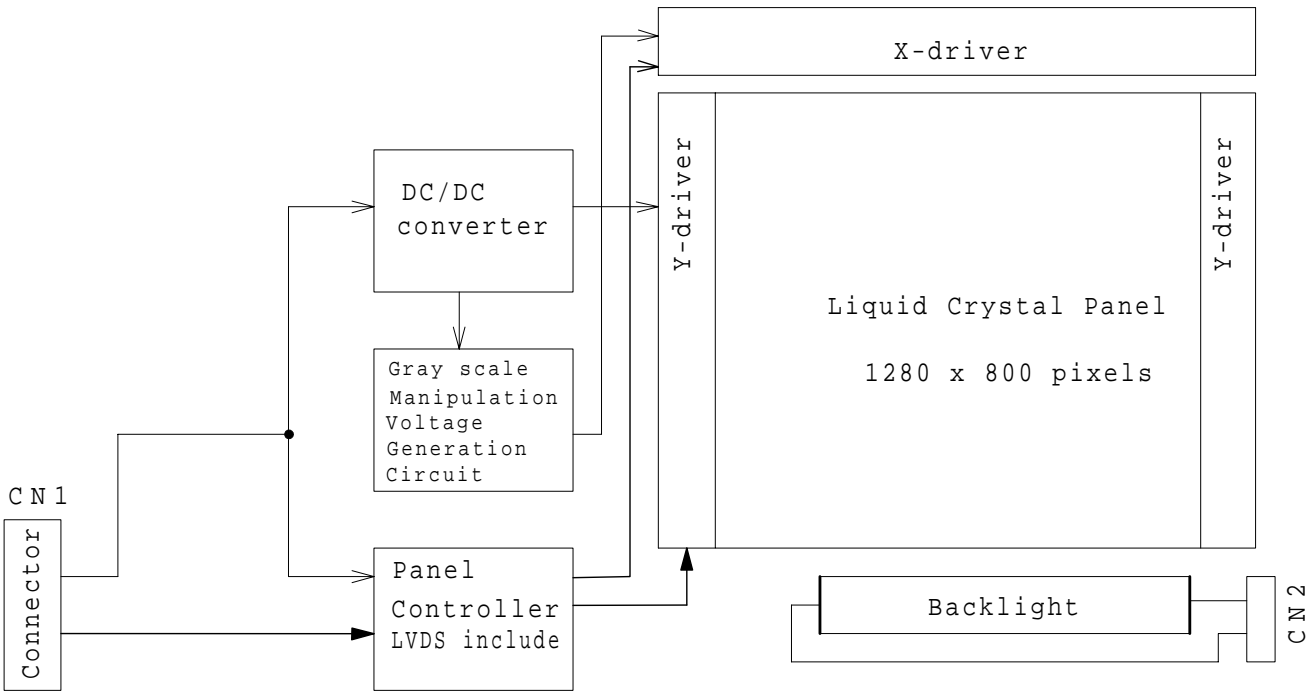 X-driver
Y-driver
Y-driver
DC/DC
converter
Liquid Crystal Panel
1280 x 800 pixels
Gray scale
Manipulation
Voltage
Generation
Circuit
CN1
Connector
Panel
Controller
LVDS include
Backlight
CN2